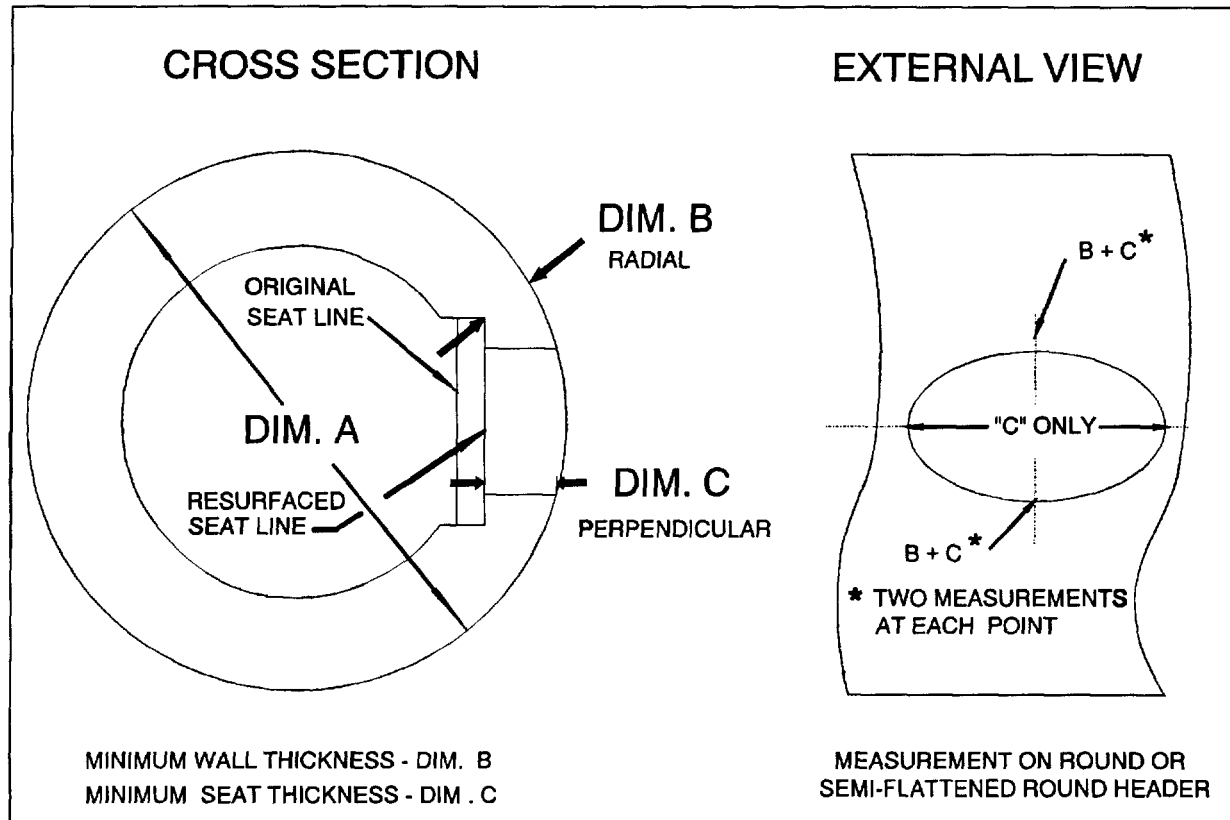 CROSS SECTION
EXTERNAL VIEW
DIM. B
RADIAL
B + C*
ORIGINAL
SEAT LINE
DIM. A
"C" ONLY
RESURFACED
SEAT LINE
DIM. C
PERPENDICULAR
B + C*
* TWO MEASUREMENTS
AT EACH POINT
MINIMUM WALL THICKNESS - DIM. B
MINIMUM SEAT THICKNESS - DIM . C
MEASUREMENT ON ROUND OR
SEMI-FLATTENED ROUND HEADER